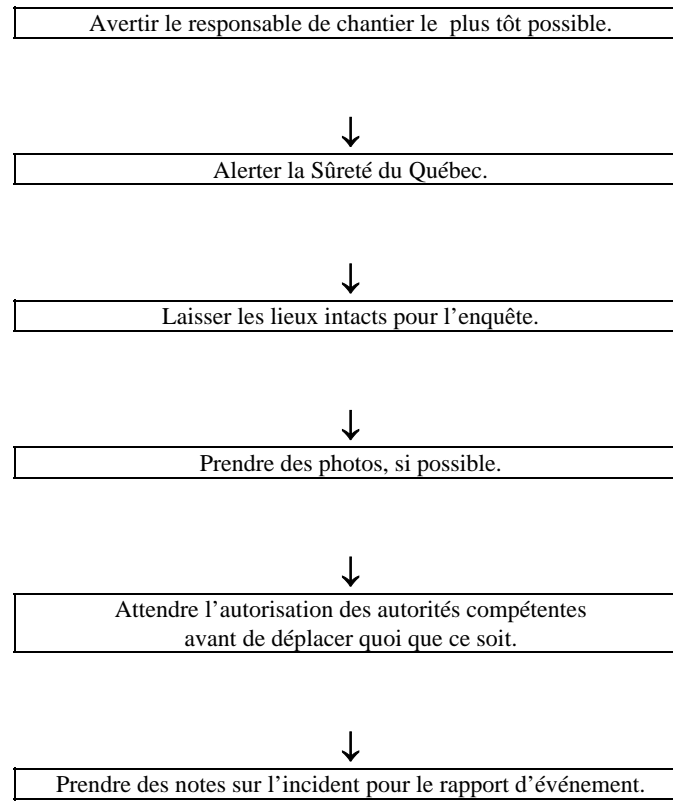 Avertir le responsable de chantier le plus tôt possible.
↓
Alerter la Sûreté du Québec.
↓
Laisser les lieux intacts pour l'enquête.
↓
Prendre des photos, si possible.
↓
Attendre l'autorisation des autorités compétentes
avant de déplacer quoi que ce soit.
↓
Prendre des notes sur l'incident pour le rapport d'événement.